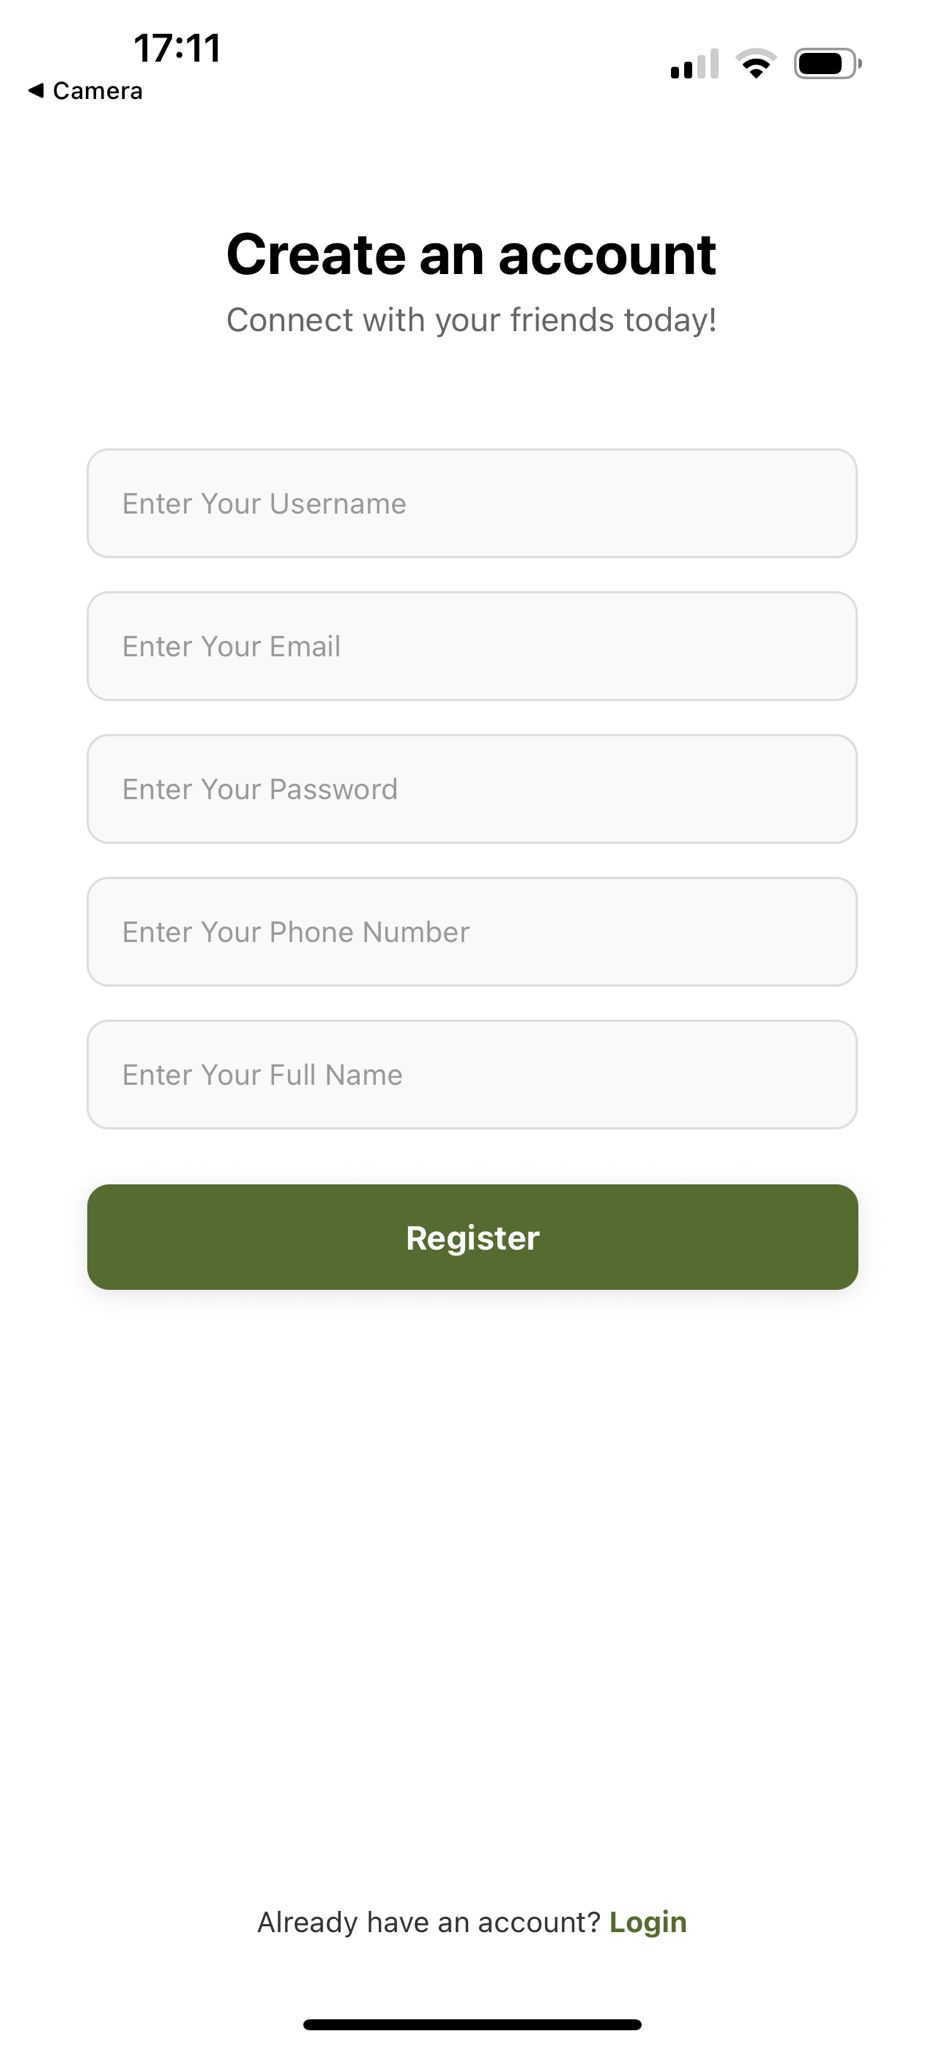 17:11
◀ Camera
Create an account
Connect with your friends today!
Enter Your Username
Enter Your Email
Enter Your Password
Enter Your Phone Number
Enter Your Full Name
Register
Already have an account? Login